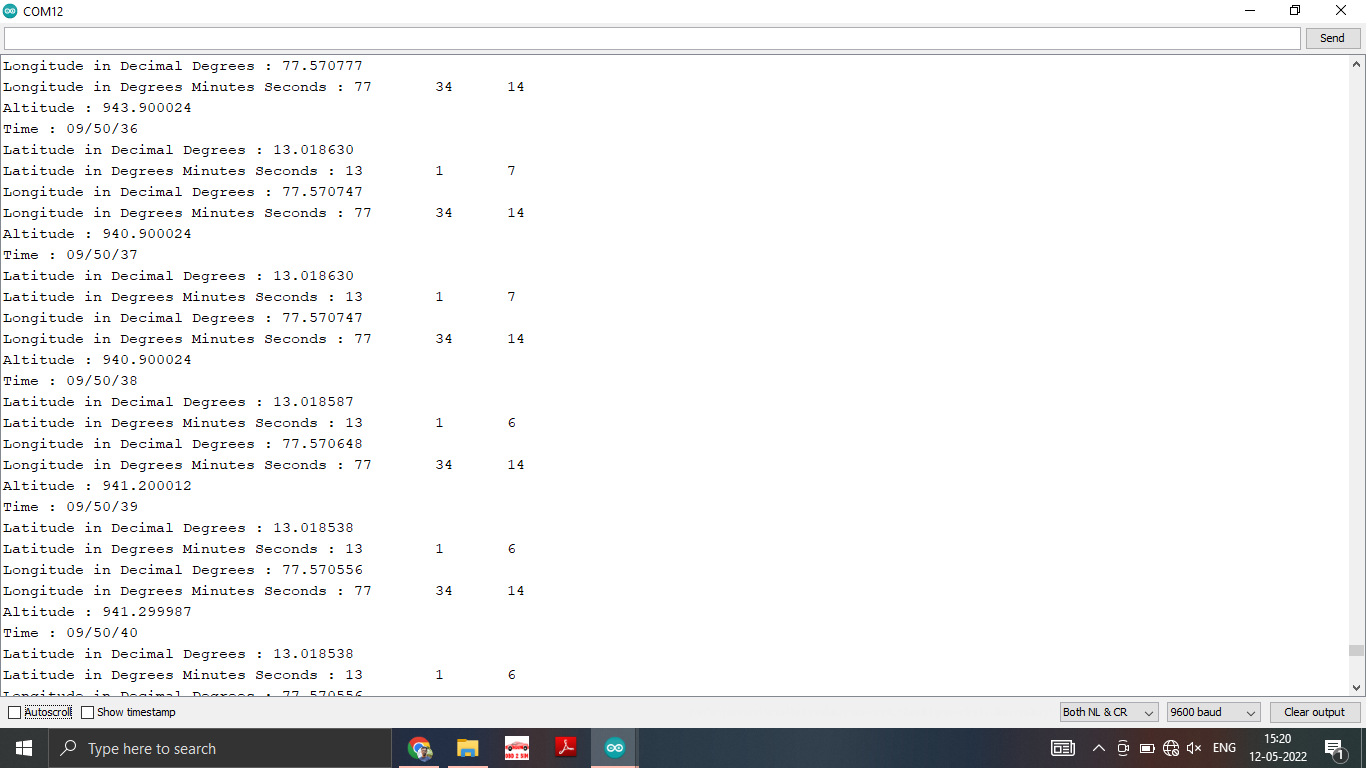 COM12
Send
Longitude in Decimal Degrees : 77.570777
Longitude in Degrees Minutes Seconds : 77 34 14
Altitude : 943.900024
Time : 09/50/36
Latitude in Decimal Degrees : 13.018630
Latitude in Degrees Minutes Seconds : 13 1 7
Longitude in Decimal Degrees : 77.570747
Longitude in Degrees Minutes Seconds : 77 34 14
Altitude : 940.900024
Time : 09/50/37
Latitude in Decimal Degrees : 13.018630
Latitude in Degrees Minutes Seconds : 13 1 7
Longitude in Decimal Degrees : 77.570747
Longitude in Degrees Minutes Seconds : 77 34 14
Altitude : 940.900024
Time : 09/50/38
Latitude in Decimal Degrees : 13.018587
Latitude in Degrees Minutes Seconds : 13 1 6
Longitude in Decimal Degrees : 77.570648
Longitude in Degrees Minutes Seconds : 77 34 14
Altitude : 941.200012
Time : 09/50/39
Latitude in Decimal Degrees : 13.018538
Latitude in Degrees Minutes Seconds : 13 1 6
Longitude in Decimal Degrees : 77.570556
Longitude in Degrees Minutes Seconds : 77 34 14
Altitude : 941.299987
Time : 09/50/40
Latitude in Decimal Degrees : 13.018538
Latitude in Degrees Minutes Seconds : 13 1 6
Longitude in Decimal Degrees : 77.570556
Autoscroll Show timestamp Both NL & CR 9600 baud Clear output
Type here to search
OBD 2 SIM
ENG
15:20
12-05-2022
1